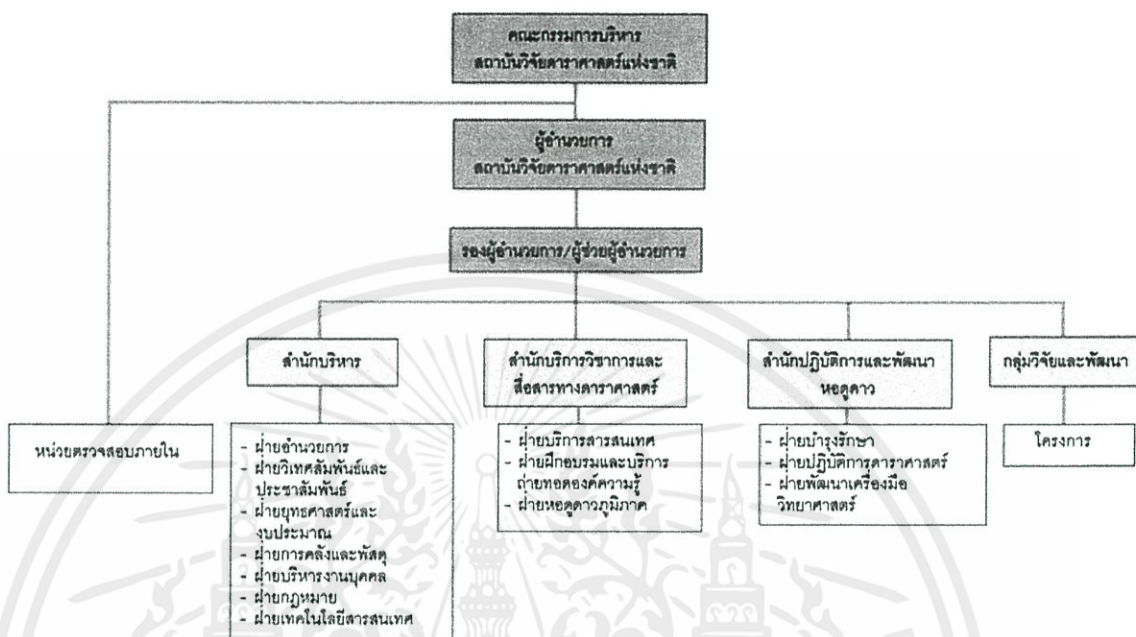 คณะกรรมการบริหาร
สถาบันวิจัยดาราศาสตร์แห่งชาติ
ผู้อำนวยการ
สถาบันวิจัยดาราศาสตร์แห่งชาติ
รองผู้อำนวยการ/ผู้ช่วยผู้อำนวยการ
สำนักบริหาร
สำนักบริการวิชาการและ
สื่อสารทางดาราศาสตร์
สำนักปฏิบัติการและพัฒนา
หอดูดาว
กลุ่มวิจัยและพัฒนา
หน่วยตรวจสอบภายใน
- ฝ่ายอำนวยการ
- ฝ่ายวิเทศสัมพันธ์และ
ประชาสัมพันธ์
- ฝ่ายยุทธศาสตร์และ
งบประมาณ
- ฝ่ายการคลังและพัสดุ
- ฝ่ายบริหารงานบุคคล
- ฝ่ายกฎหมาย
- ฝ่ายเทคโนโลยีสารสนเทศ
- ฝ่ายบริการสารสนเทศ
- ฝ่ายฝึกอบรมและบริการ
ถ่ายทอดองค์ความรู้
- ฝ่ายหอดูดาวภูมิภาค
- ฝ่ายบำรุงรักษา
- ฝ่ายปฏิบัติการดาราศาสตร์
- ฝ่ายพัฒนาเครื่องมือ
วิทยาศาสตร์
โครงการ